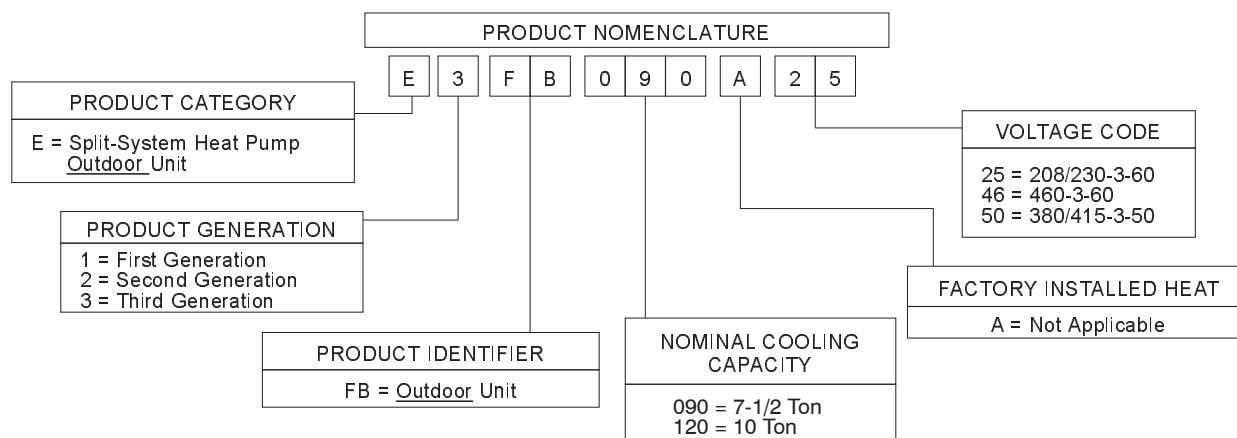 PRODUCT NOMENCLATURE
E 3 F B 0 9 0 A 2 5
PRODUCT CATEGORY
E = Split-System Heat Pump
Outdoor Unit
PRODUCT GENERATION
1 = First Generation
2 = Second Generation
3 = Third Generation
PRODUCT IDENTIFIER
FB = Outdoor Unit
NOMINAL COOLING
CAPACITY
090 = 7-1/2 Ton
120 = 10 Ton
FACTORY INSTALLED HEAT
A = Not Applicable
VOLTAGE CODE
25 = 208/230-3-60
46 = 460-3-60
50 = 380/415-3-50